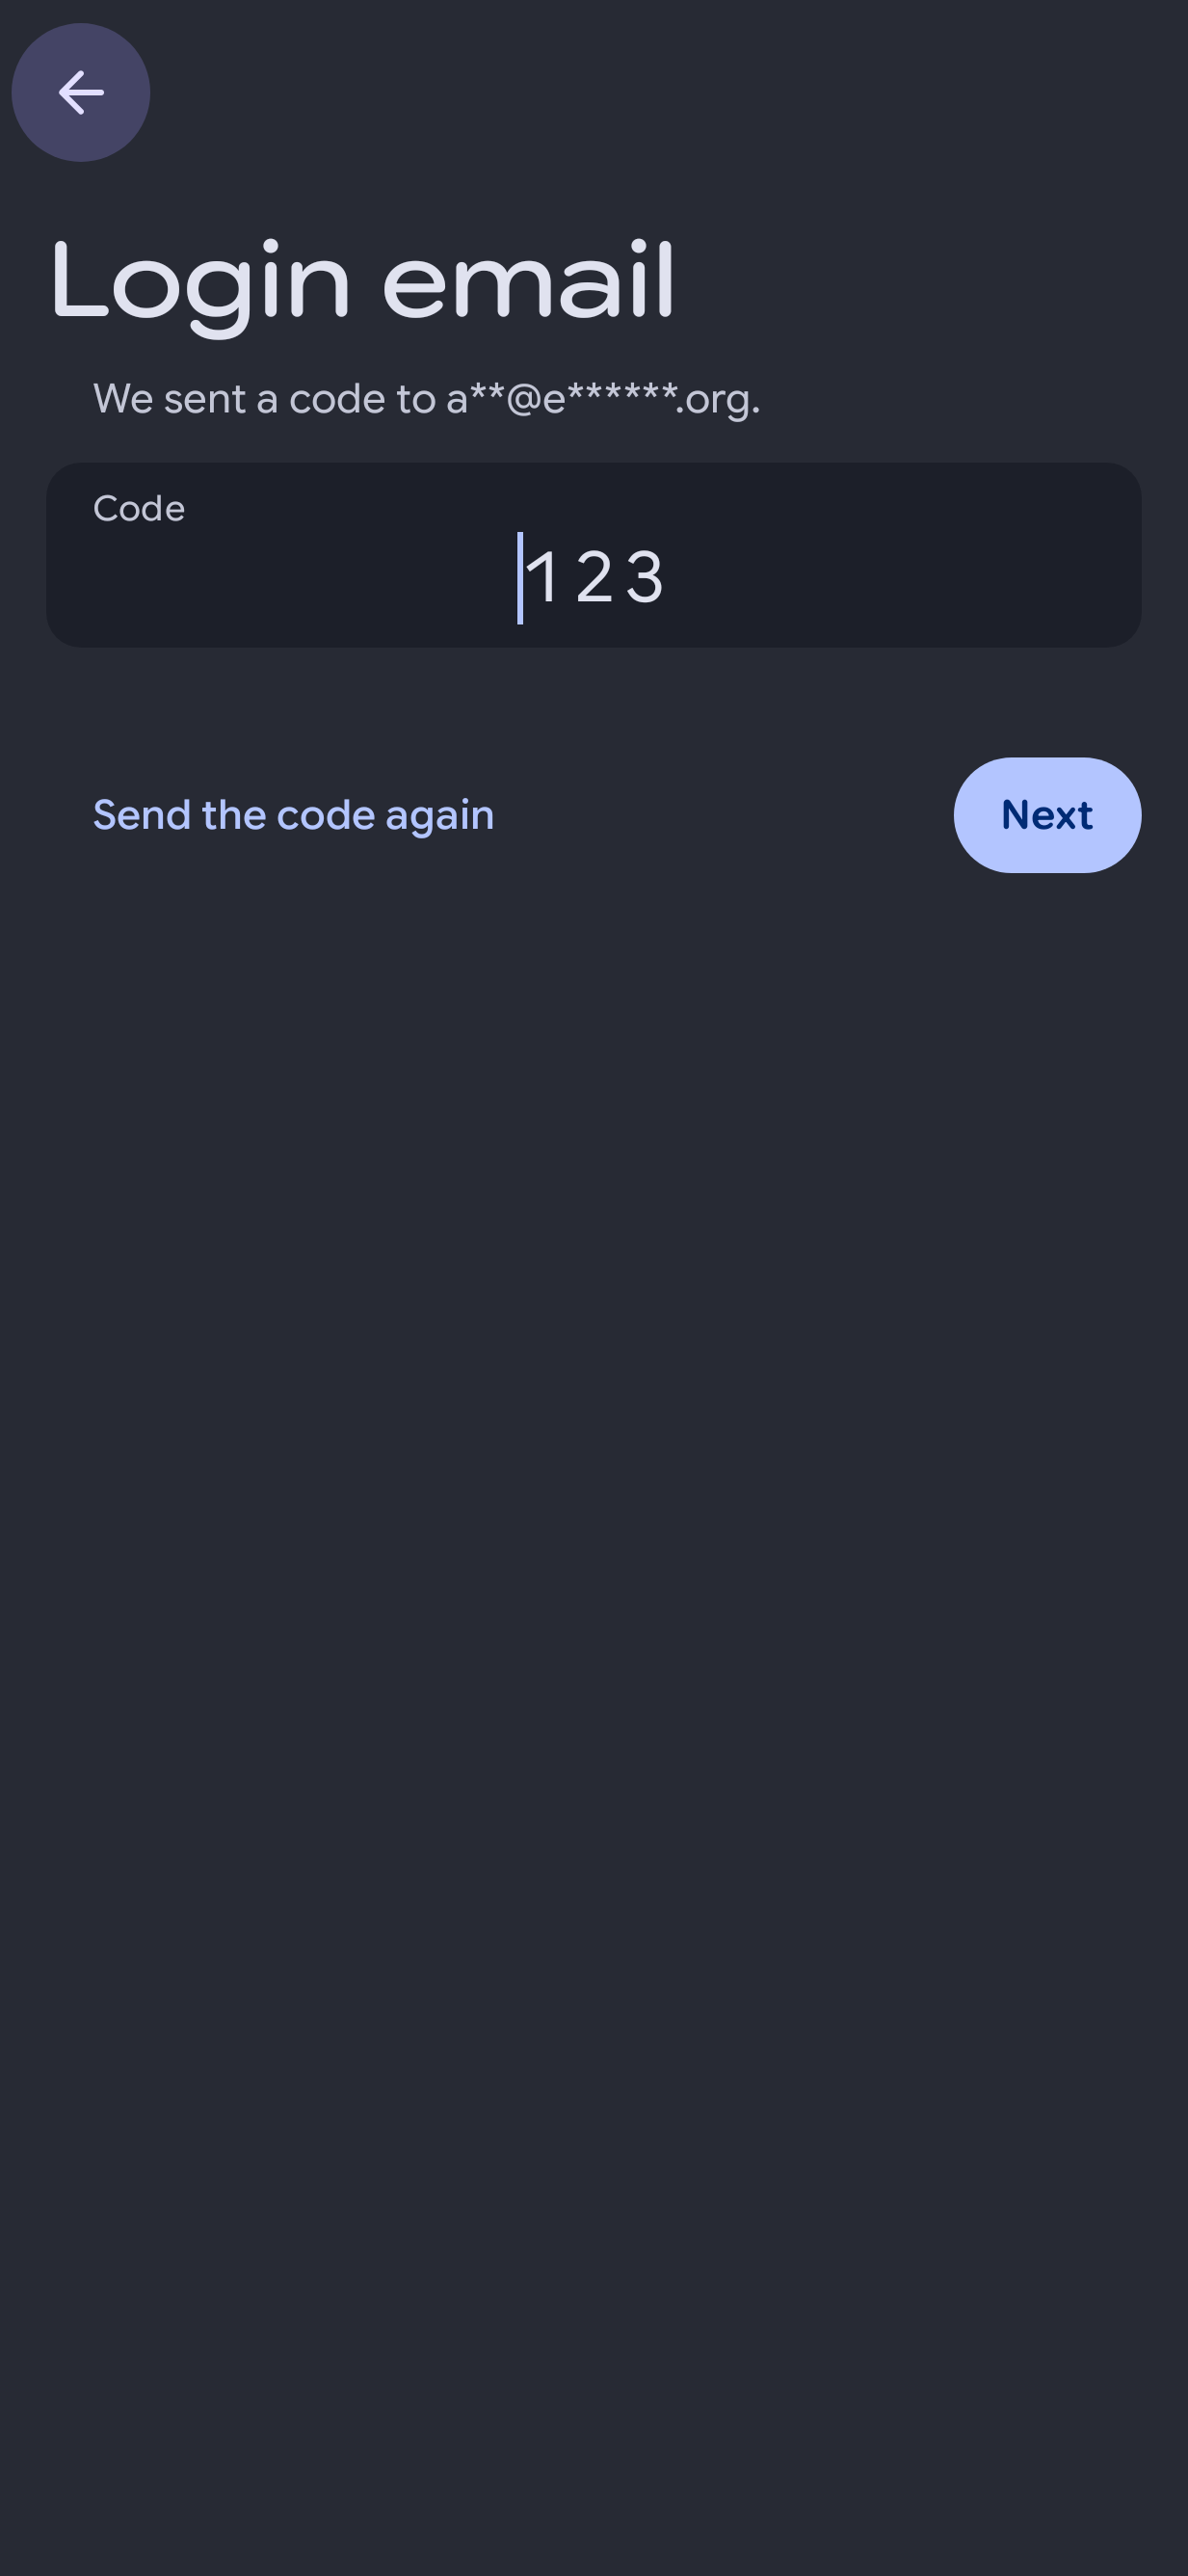 Login email
We sent a code to a**@e******.org.
Code
123
Send the code again
Next